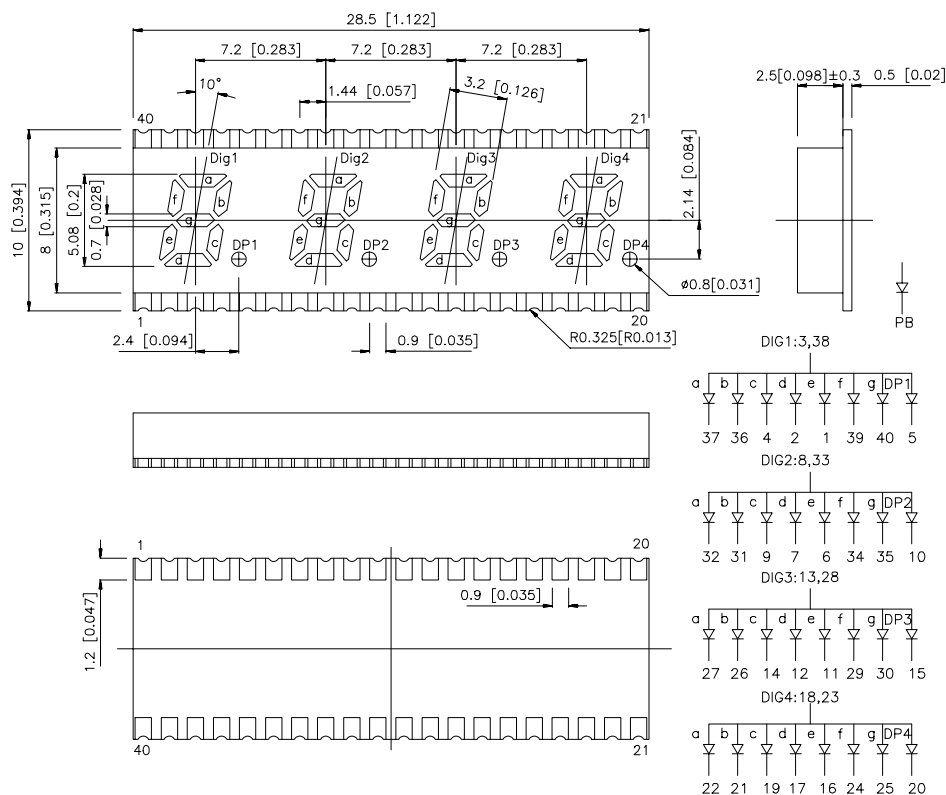 28.5 [1.122]
7.2 [0.283] 7.2 [0.283] 7.2 [0.283]
10° 1.44 [0.057] 3.2 [0.126]
2.5[0.098]±0.3 0.5 [0.02]
40 21
Dig1 Dig2 Dig3 Dig4
a a a a
f b f b f b f b
g g g g
e c e c e c e c
d d d d
DP1 DP2 DP3 DP4
10 [0.394]
8 [0.315]
5.08 [0.2]
0.7 [0.028]
2.14 [0.084]
ø0.8[0.031]
1 20
2.4 [0.094] 0.9 [0.035] R0.325[R0.013]
PB
DIG1:3,38
a b c d e f g DP1
37 36 4 2 1 39 40 5
DIG2:8,33
a b c d e f g DP2
32 31 9 7 6 34 35 10
DIG3:13,28
a b c d e f g DP3
27 26 14 12 11 29 30 15
DIG4:18,23
a b c d e f g DP4
22 21 19 17 16 24 25 20
1 20
0.9 [0.035]
1.2 [0.047]
40 21